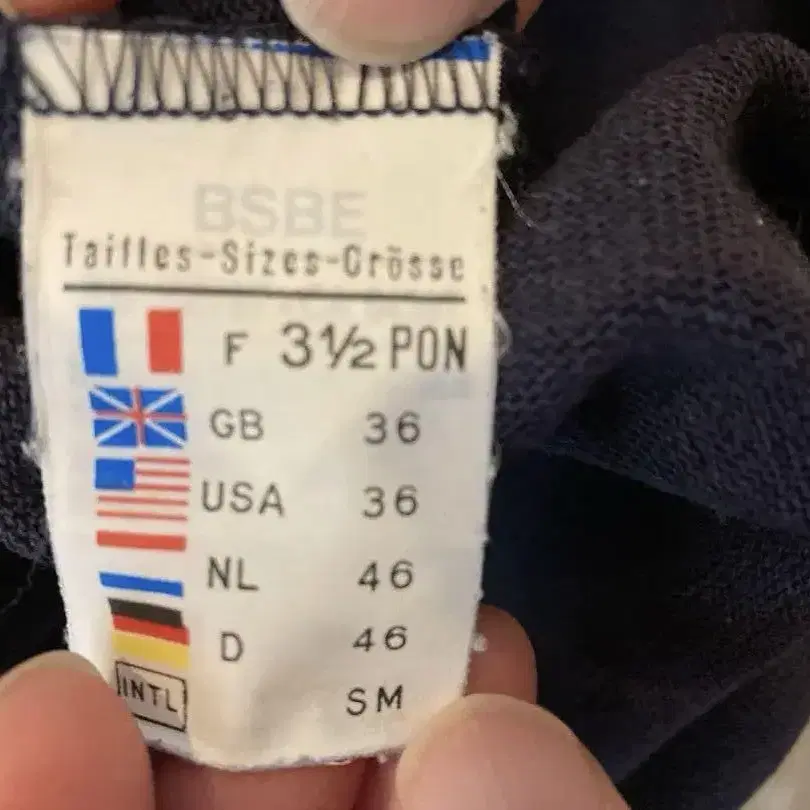 BSBE
Tailles-Sizes-Grösse
F 3½ PON
GB 36
USA 36
NL 46
D 46
INTL SM